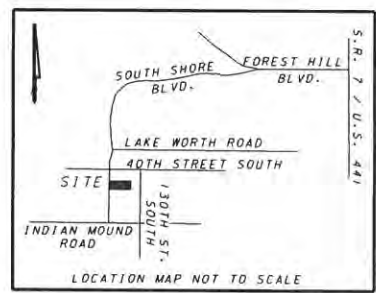 SOUTH SHORE
BLVD.
FOREST HILL
BLVD.
S.R. 7 / U.S. 441
LAKE WORTH ROAD
40TH STREET SOUTH
SITE
130TH ST.
SOUTH
INDIAN MOUND
ROAD
LOCATION MAP NOT TO SCALE